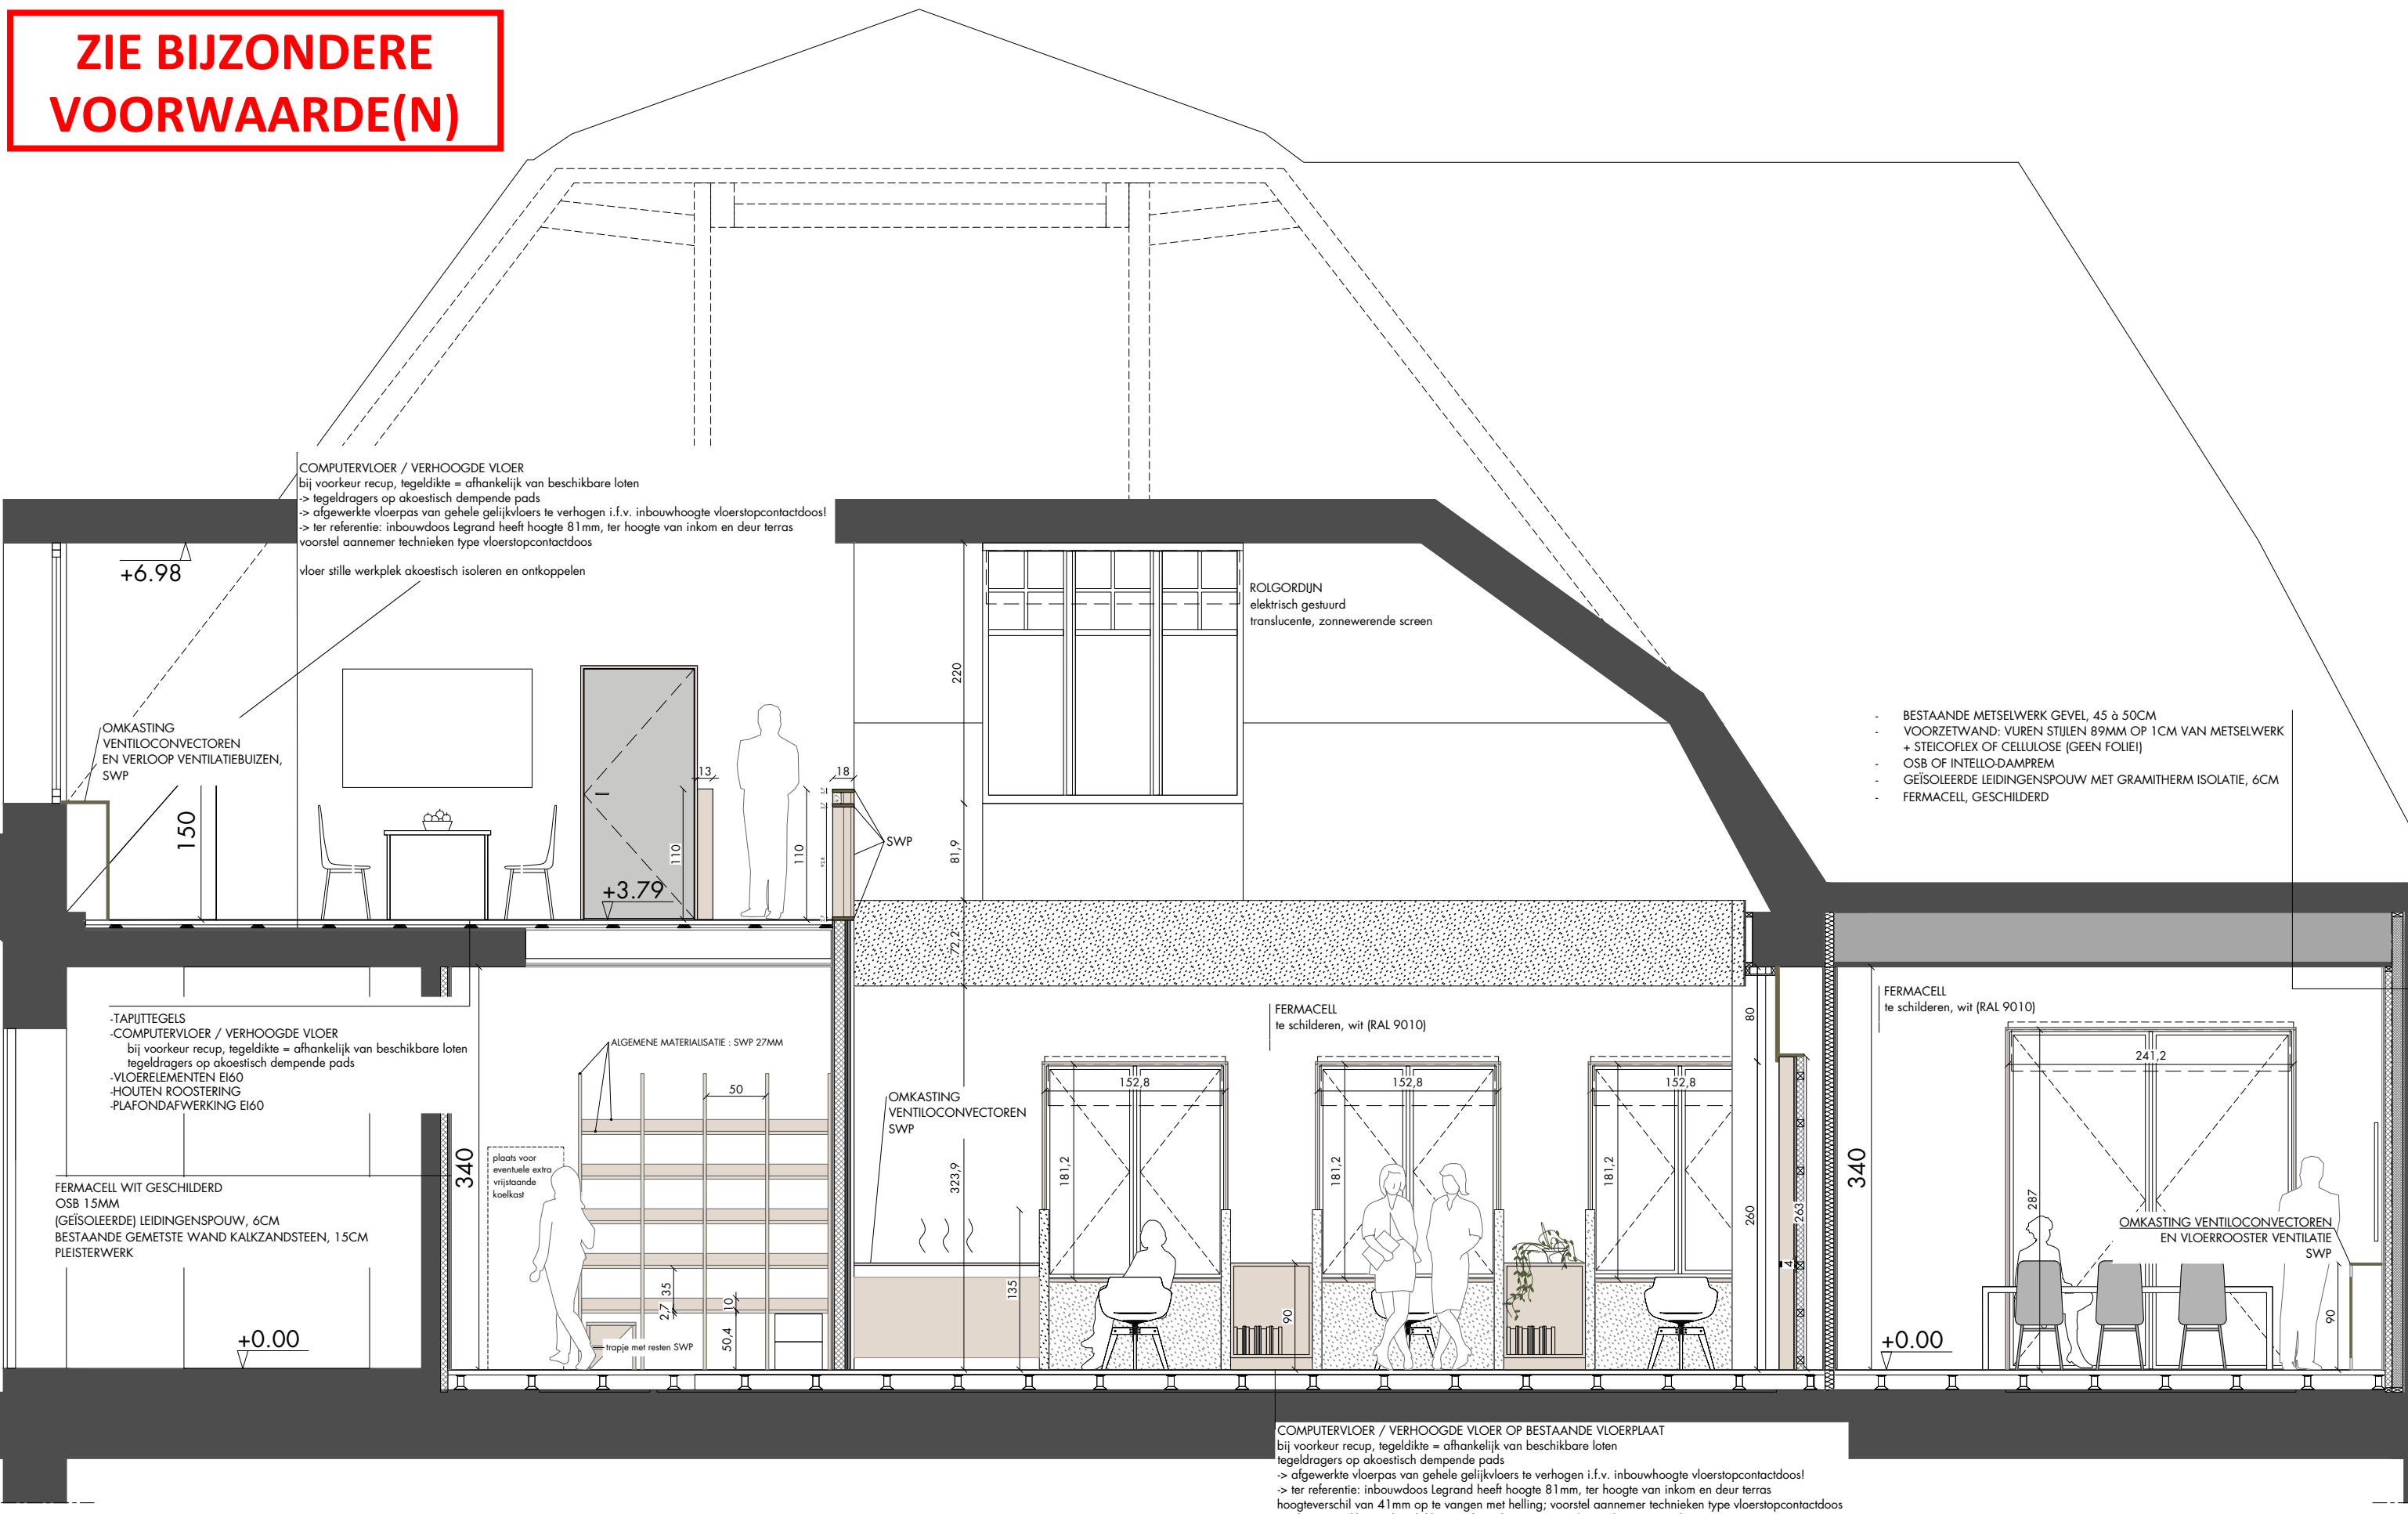 ZIE BIJZONDERE
VOORWAARDE(N)
COMPUTERVLOER / VERHOOGDE VLOER
bij voorkeur recup, tegeldikte = afhankelijk van beschikbare loten
-> tegeldragers op akoestisch dempende pads
-> afgewerkte vloerpas van gehele gelijkvloers te verhogen i.f.v. inbouwhoogte vloerstopcontactdoos!
-> ter referentie: inbouwdoos Legrand heeft hoogte 81mm, ter hoogte van inkom en deur terras
voorstel aannemer technieken type vloerstopcontactdoos
vloer stille werkplek akoestisch isoleren en ontkoppelen
+6.98
ROLGORDIJN
elektrisch gestuurd
translucente, zonnewerende screen
220
OMKASTING
VENTILOCONVECTOREN
EN VERLOOP VENTILATIEBUIZEN,
SWP
150
13
18
110
110
+3.79
SWP
81,9
72,2
- BESTAANDE METSELWERK GEVEL, 45 à 50CM
- VOORZETWAND: VUREN STIJLEN 89MM OP 1CM VAN METSELWERK
+ STEICOFLEX OF CELLULOSE (GEEN FOLIE!)
- OSB OF INTELLO-DAMPREM
- GEÏSOLEERDE LEIDINGENSPOUW MET GRAMITHERM ISOLATIE, 6CM
- FERMACELL, GESCHILDERD
-TAPIJTTEGELS
-COMPUTERVLOER / VERHOOGDE VLOER
bij voorkeur recup, tegeldikte = afhankelijk van beschikbare loten
tegeldragers op akoestisch dempende pads
-VLOERELEMENTEN EI60
-HOUTEN ROOSTERING
-PLAFONDAFWERKING EI60
FERMACELL WIT GESCHILDERD
OSB 15MM
(GEÏSOLEERDE) LEIDINGENSPOUW, 6CM
BESTAANDE GEMETSTE WAND KALKZANDSTEEN, 15CM
PLEISTERWERK
+0.00
340
ALGEMENE MATERIALISATIE : SWP 27MM
50
plaats voor
eventuele extra
vrijstaande
koelkast
35
10
2,7
50,4
trapje met resten SWP
OMKASTING
VENTILOCONVECTOREN
SWP
323,9
135
FERMACELL
te schilderen, wit (RAL 9010)
152,8
152,8
152,8
181,2
181,2
181,2
90
80
260
263
4
FERMACELL
te schilderen, wit (RAL 9010)
340
241,2
287
OMKASTING VENTILOCONVECTOREN
EN VLOERROOSTER VENTILATIE
SWP
90
+0.00
COMPUTERVLOER / VERHOOGDE VLOER OP BESTAANDE VLOERPLAAT
bij voorkeur recup, tegeldikte = afhankelijk van beschikbare loten
tegeldragers op akoestisch dempende pads
-> afgewerkte vloerpas van gehele gelijkvloers te verhogen i.f.v. inbouwhoogte vloerstopcontactdoos!
-> ter referentie: inbouwdoos Legrand heeft hoogte 81mm, ter hoogte van inkom en deur terras
hoogteverschil van 41mm op te vangen met helling; voorstel aannemer technieken type vloerstopcontactdoos